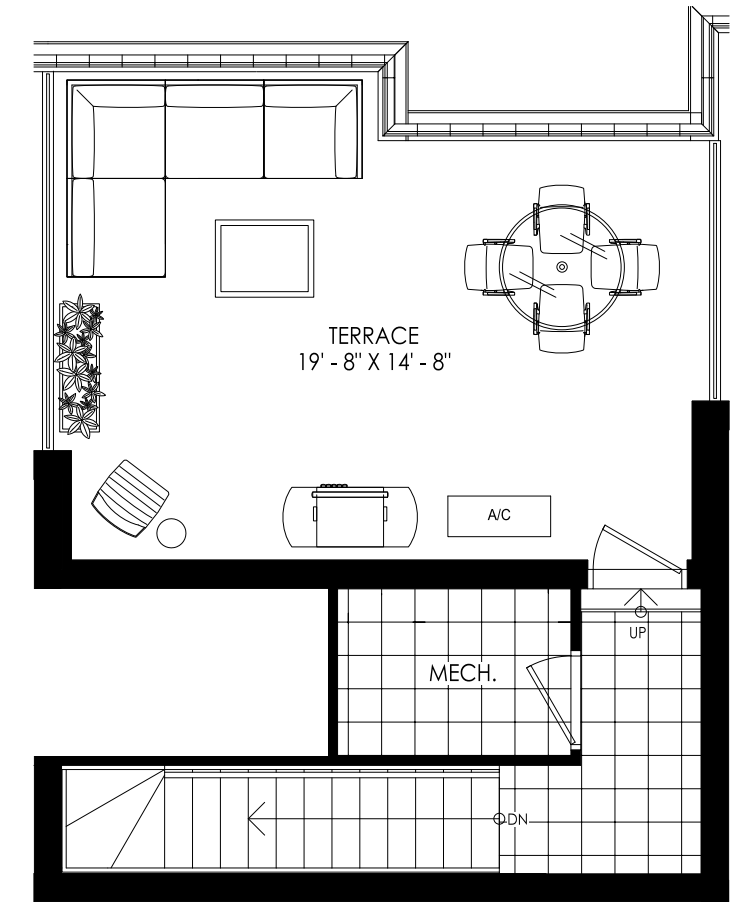 TERRACE
19' - 8" X 14' - 8"
A/C
UP
MECH.
DN